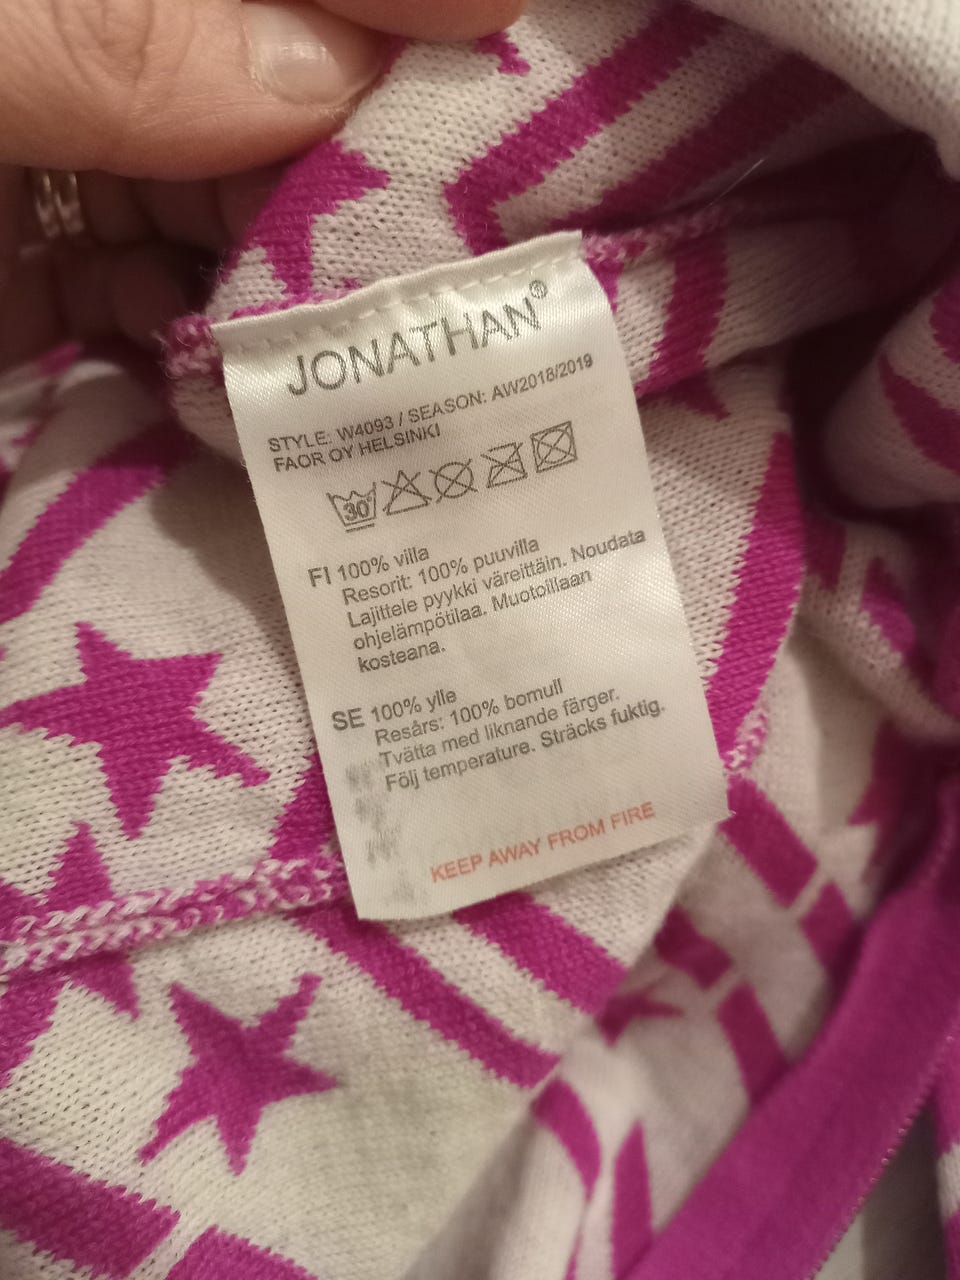 JONATHAN®
STYLE: W4093 / SEASON: AW2018/2019
FAOR OY HELSINKI
30°
FI 100% villa
Resorit: 100% puuvilla
Lajittele pyykki väreittäin. Noudata
ohjelämpötilaa. Muotoillaan
kosteana.
SE 100% ylle
Resårs: 100% bomull
Tvätta med liknande färger.
Följ temperature. Sträcks fuktig.
KEEP AWAY FROM FIRE